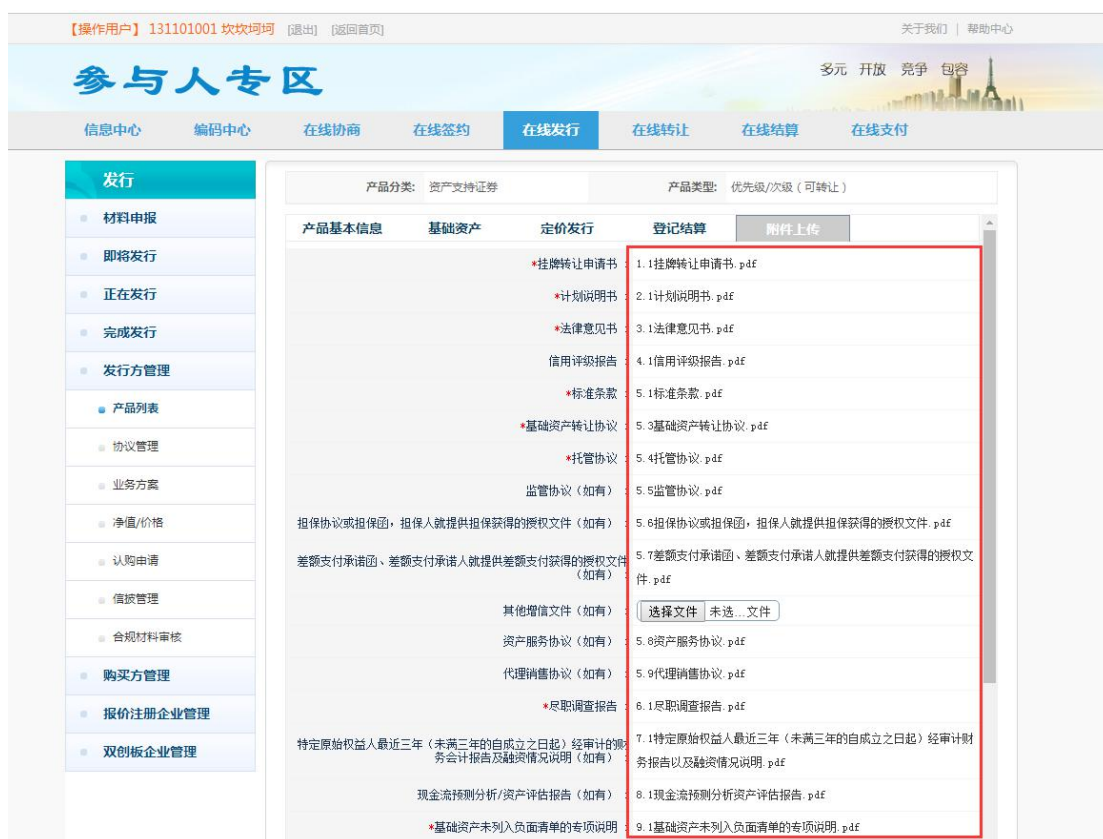 【操作用户】 131101001 坎坎坷坷 [退出] [返回首页] 关于我们 | 帮助中心
参与人专区
多元 开放 竞争 包容
信息中心 编码中心 在线协商 在线签约 在线发行 在线转让 在线结算 在线支付
发行
产品分类: 资产支持证券 产品类型: 优先级/次级 ( 可转让 )
材料申报
即将发行
正在发行
完成发行
发行方管理
产品列表
协议管理
业务方案
净值/价格
认购申请
信披管理
合规材料审核
购买方管理
报价注册企业管理
双创板企业管理
产品基本信息 基础资产 定价发行 登记结算 附件上传
*挂牌转让申请书 : 1.1挂牌转让申请书.pdf
*计划说明书 : 2.1计划说明书.pdf
*法律意见书 : 3.1法律意见书.pdf
信用评级报告 : 4.1信用评级报告.pdf
*标准条款 : 5.1标准条款.pdf
*基础资产转让协议 : 5.3基础资产转让协议.pdf
*托管协议 : 5.4托管协议.pdf
监管协议（如有） : 5.5监管协议.pdf
担保协议或担保函，担保人就提供担保获得的授权文件（如有） : 5.6担保协议或担保函，担保人就提供担保获得的授权文件.pdf
差额支付承诺函、差额支付承诺人就提供差额支付获得的授权文件
（如有） :
5.7差额支付承诺函、差额支付承诺人就提供差额支付获得的授权文
件.pdf
其他增信文件（如有） : 选择文件 未选...文件
资产服务协议（如有） : 5.8资产服务协议.pdf
代理销售协议（如有） : 5.9代理销售协议.pdf
*尽职调查报告 : 6.1尽职调查报告.pdf
特定原始权益人最近三年（未满三年的自成立之日起）经审计的财
务会计报告及融资情况说明（如有） :
7.1特定原始权益人最近三年（未满三年的自成立之日起）经审计财
务报告以及融资情况说明.pdf
现金流预测分析/资产评估报告（如有） : 8.1现金流预测分析资产评估报告.pdf
*基础资产未列入负面清单的专项说明 : 9.1基础资产未列入负面清单的专项说明.pdf